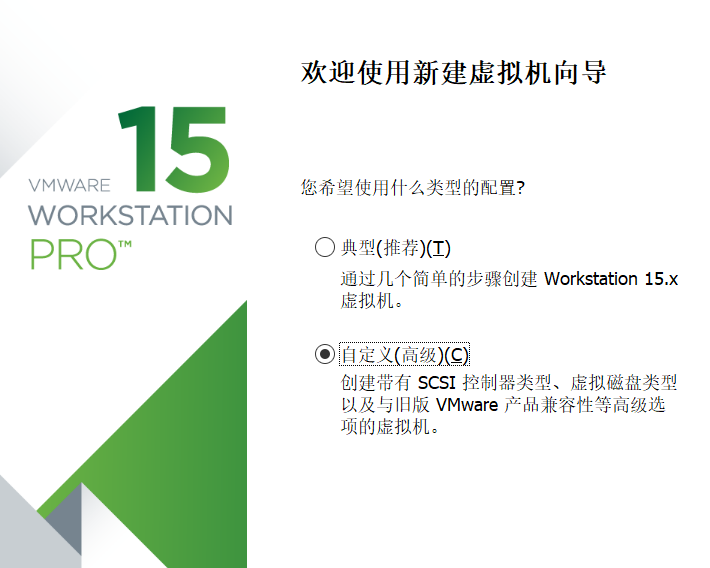 欢迎使用新建虚拟机向导
15
VMWARE
WORKSTATION
PRO™
您希望使用什么类型的配置?
典型(推荐)(T)
通过几个简单的步骤创建 Workstation 15.x
虚拟机。
自定义(高级)(C)
创建带有 SCSI 控制器类型、虚拟磁盘类型
以及与旧版 VMware 产品兼容性等高级选
项的虚拟机。